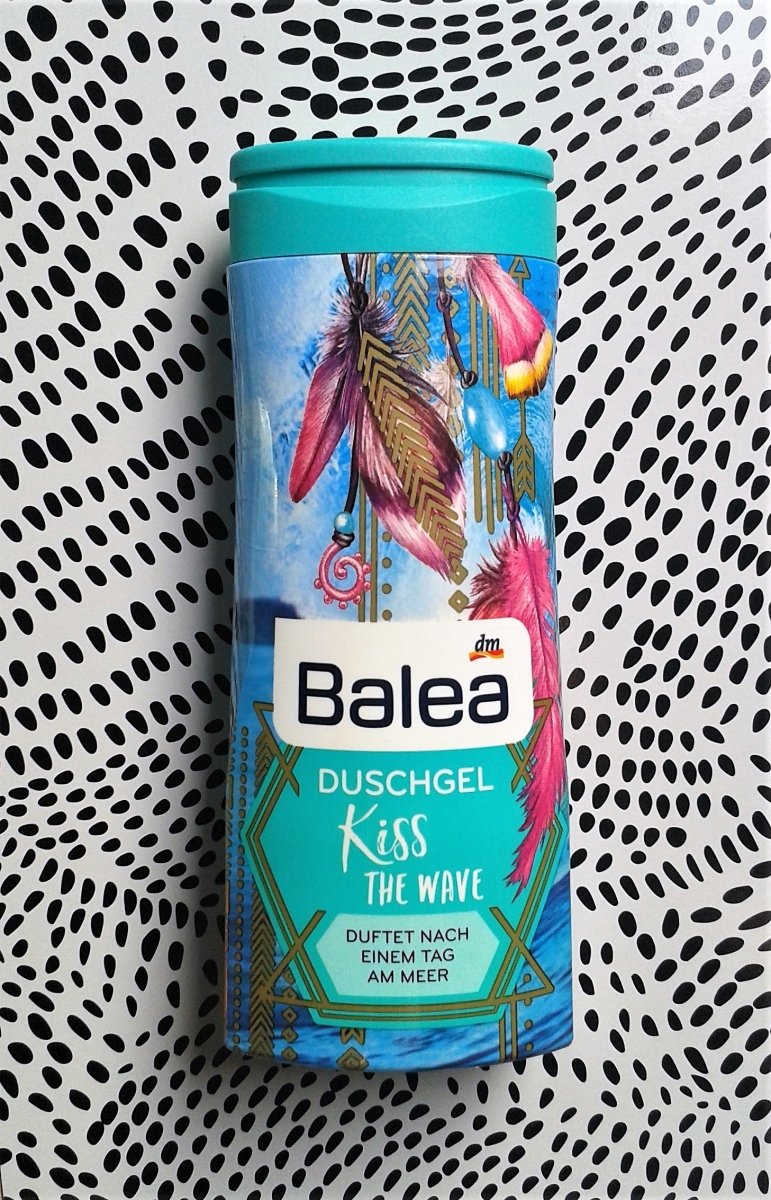 dm
Balea
DUSCHGEL
Kiss
THE WAVE
DUFTET NACH
EINEM TAG
AM MEER